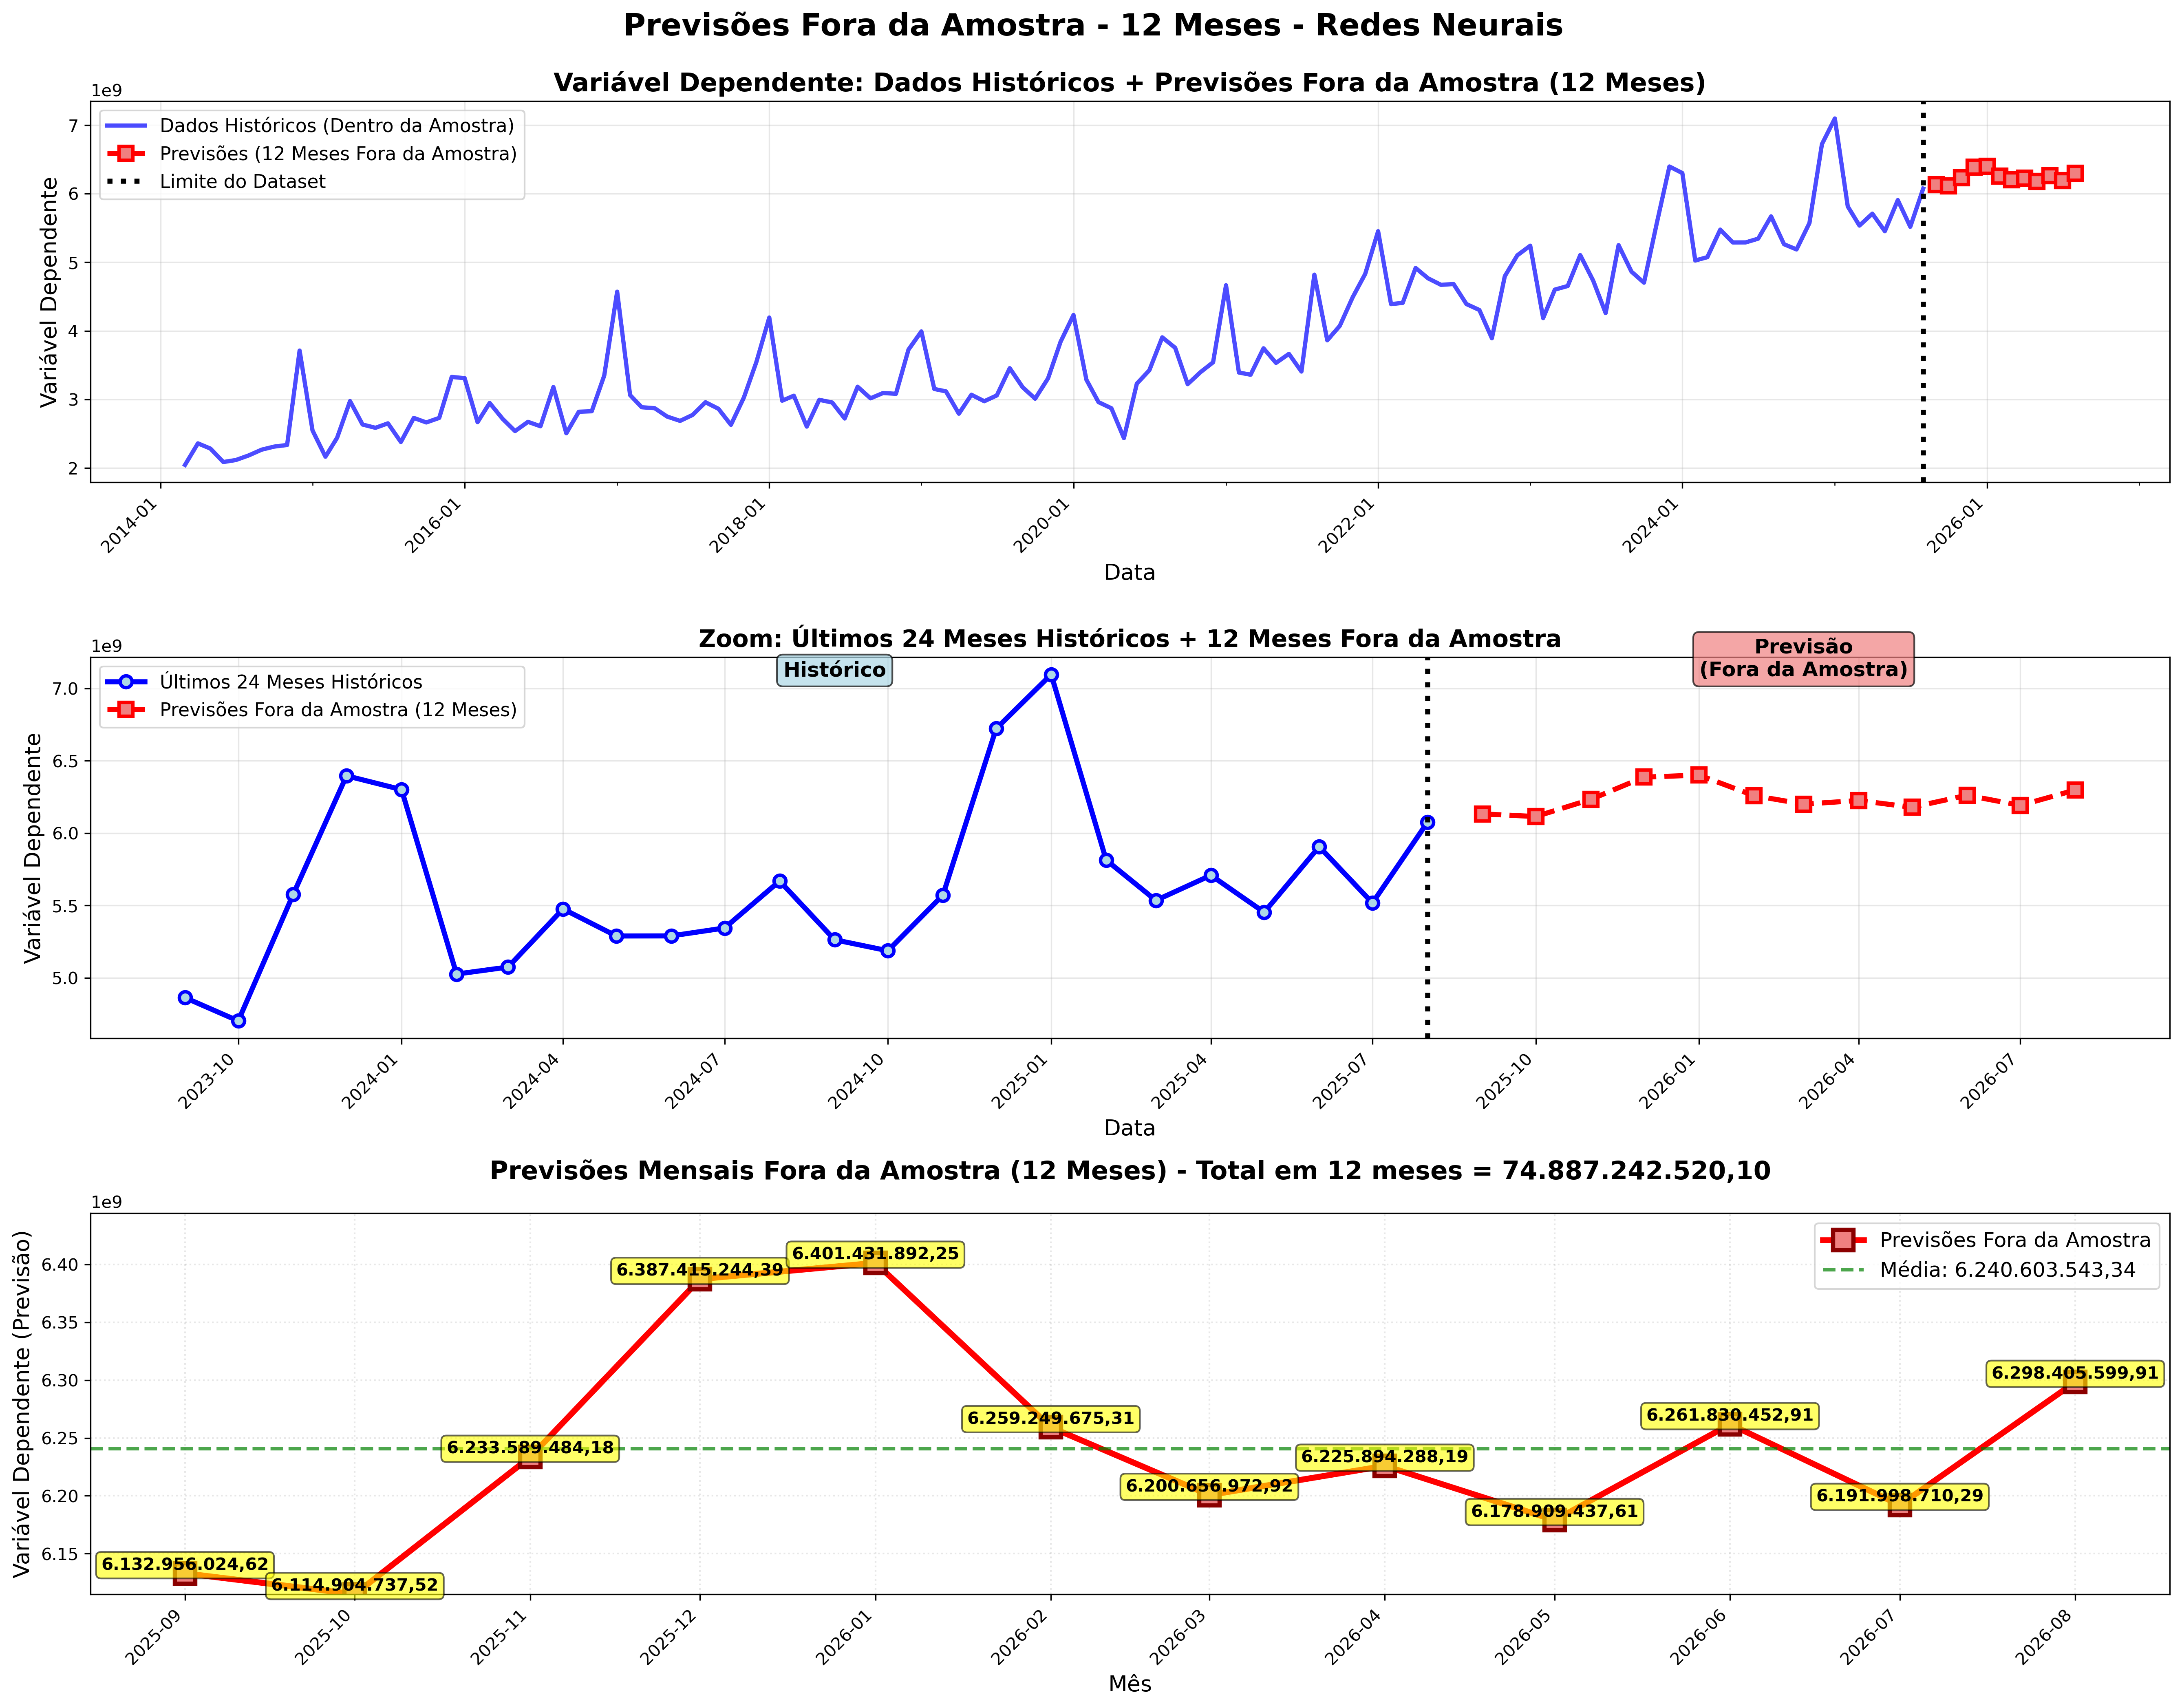 Previsões Fora da Amostra - 12 Meses - Redes Neurais
Variável Dependente: Dados Históricos + Previsões Fora da Amostra (12 Meses)
1e9
Dados Históricos (Dentro da Amostra)
Previsões (12 Meses Fora da Amostra)
Limite do Dataset
Variável Dependente
7
6
5
4
3
2
2014-01
2016-01
2018-01
2020-01
2022-01
2024-01
2026-01
Data
Zoom: Últimos 24 Meses Históricos + 12 Meses Fora da Amostra
1e9
Histórico
Previsão
(Fora da Amostra)
Últimos 24 Meses Históricos
Previsões Fora da Amostra (12 Meses)
Variável Dependente
7.0
6.5
6.0
5.5
5.0
2023-10
2024-01
2024-04
2024-07
2024-10
2025-01
2025-04
2025-07
2025-10
2026-01
2026-04
2026-07
Data
Previsões Mensais Fora da Amostra (12 Meses) - Total em 12 meses = 74.887.242.520,10
1e9
Previsões Fora da Amostra
Média: 6.240.603.543,34
Variável Dependente (Previsão)
6.40
6.35
6.30
6.25
6.20
6.15
6.132.956.024,62
6.114.904.737,52
6.233.589.484,18
6.387.415.244,39
6.401.431.892,25
6.259.249.675,31
6.200.656.972,92
6.225.894.288,19
6.178.909.437,61
6.261.830.452,91
6.191.998.710,29
6.298.405.599,91
2025-09
2025-10
2025-11
2025-12
2026-01
2026-02
2026-03
2026-04
2026-05
2026-06
2026-07
2026-08
Mês